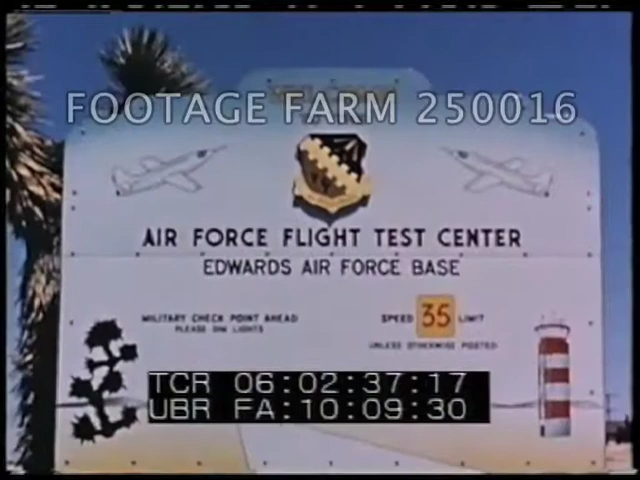 FOOTAGE FARM 250016
AIR FORCE FLIGHT TEST CENTER
EDWARDS AIR FORCE BASE
MILITARY CHECK POINT AHEAD
PLEASE DIM LIGHTS
SPEED 35 LIMIT
UNLESS OTHERWISE POSTED
TCR 06:02:37:17
UBR FA:10:09:30